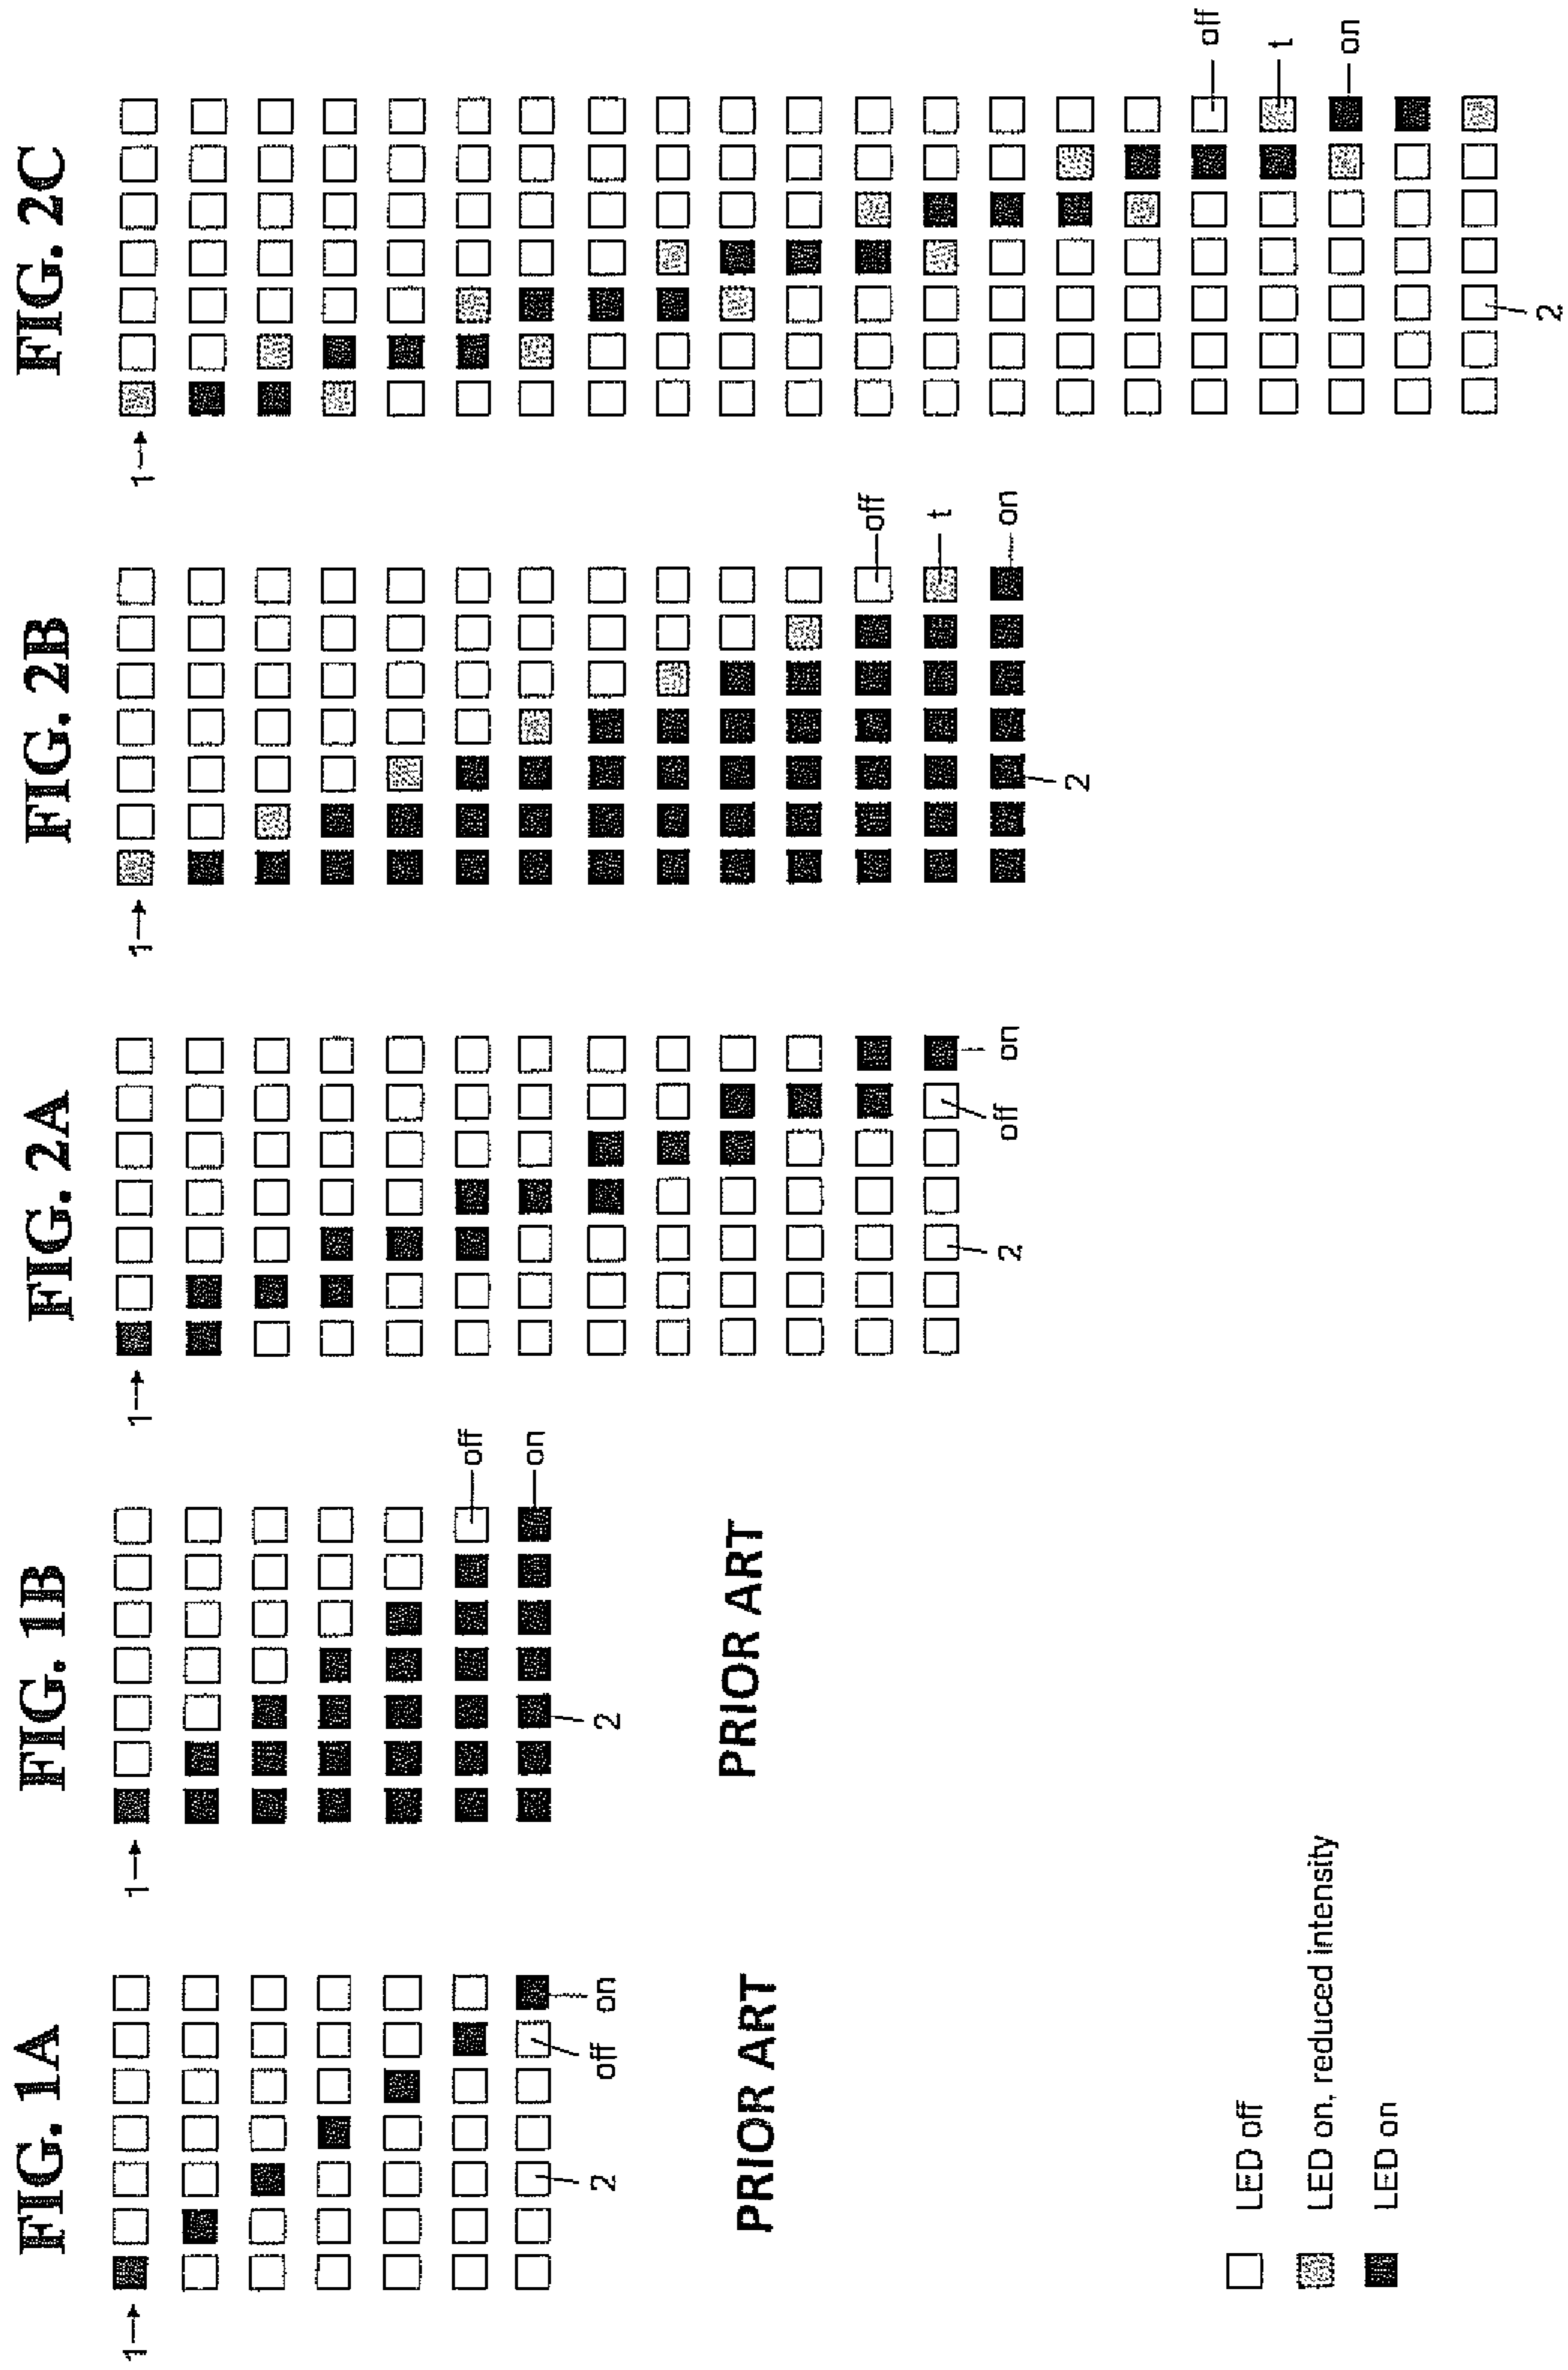 FIG. 1A
1
on
off
2
PRIOR ART
FIG. 1B
1
off
on
2
PRIOR ART
FIG. 2A
1
on
off
2
FIG. 2B
1
off
t
on
2
FIG. 2C
1
off
t
on
2
LED off
LED on, reduced intensity
LED on